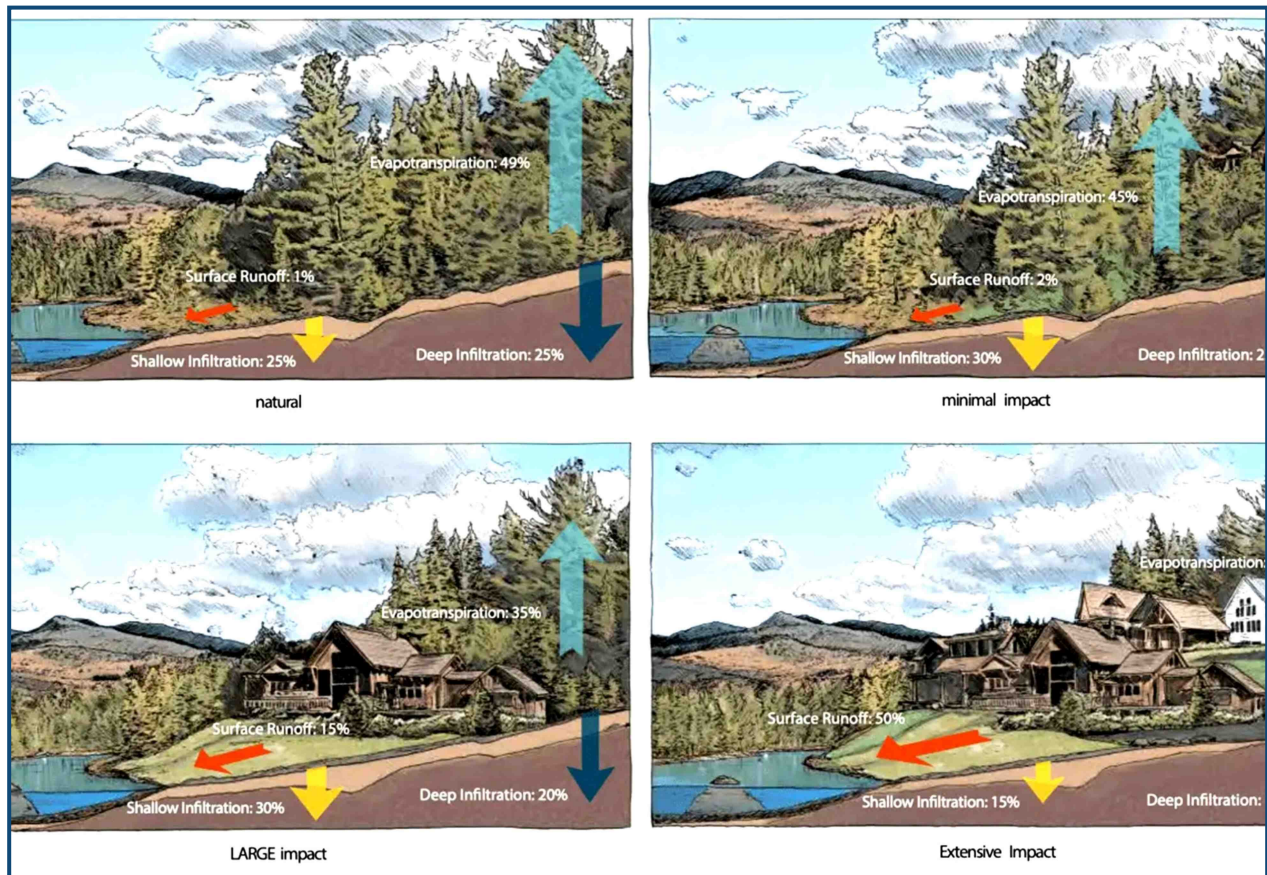 Evapotranspiration: 49%
Surface Runoff: 1%
Shallow Infiltration: 25%
Deep Infiltration: 25%
natural
Evapotranspiration: 45%
Surface Runoff: 2%
Shallow Infiltration: 30%
Deep Infiltration: 2
minimal impact
Evapotranspiration: 35%
Surface Runoff: 15%
Shallow Infiltration: 30%
Deep Infiltration: 20%
LARGE impact
Evapotranspiration:
Surface Runoff: 50%
Shallow Infiltration: 15%
Deep Infiltration:
Extensive Impact